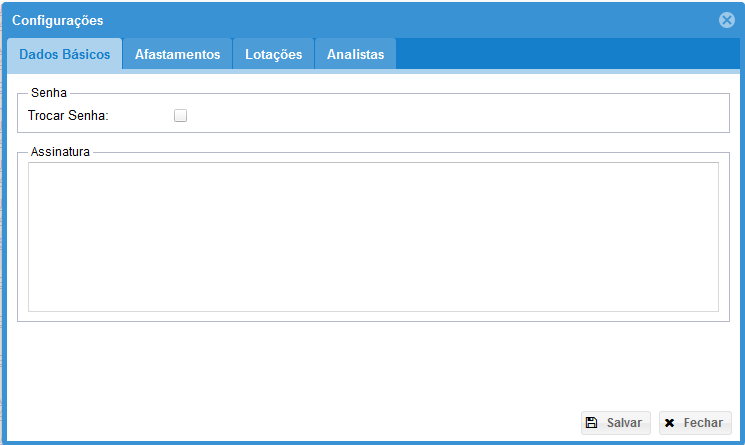 Configurações
Dados Básicos Afastamentos Lotações Analistas
Senha
Trocar Senha:
Assinatura
Salvar Fechar